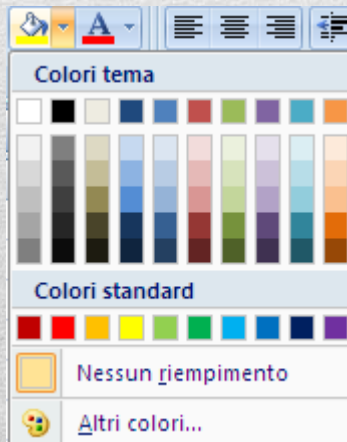 A
Colori tema
Colori standard
Nessun riempimento
Altri colori...